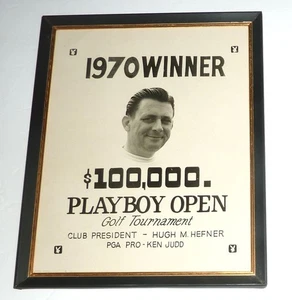 1970 WINNER
$100,000.
PLAYBOY OPEN
Golf Tournament
CLUB PRESIDENT - HUGH M. HEFNER
PGA PRO - KEN JUDD